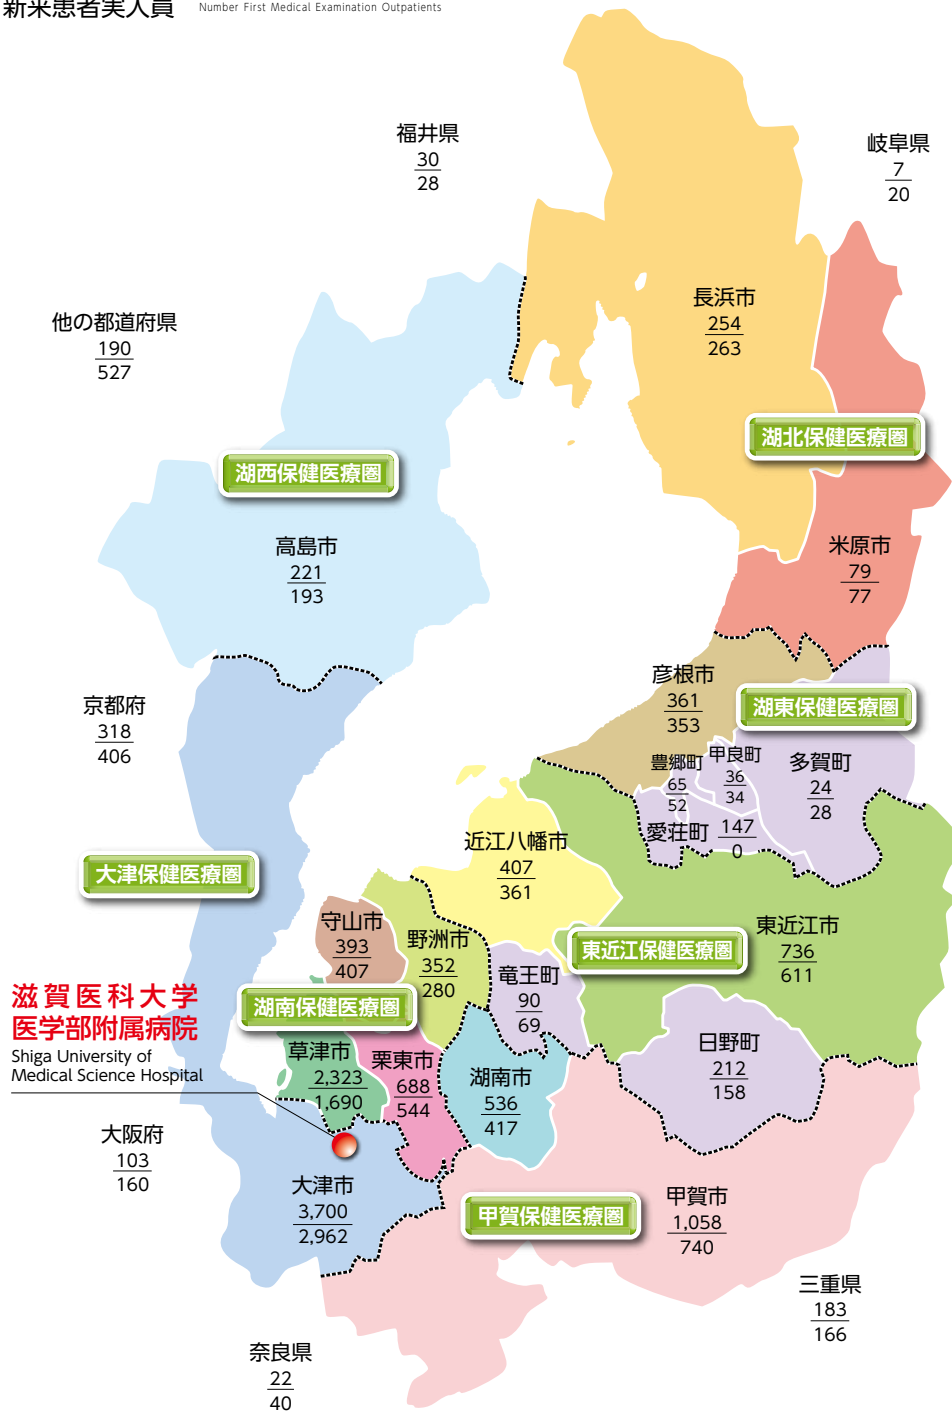 新来患者実人員 Number First Medical Examination Outpatients
福井県
30
28
岐阜県
7
20
長浜市
254
263
他の都道府県
190
527
湖北保健医療圏
湖西保健医療圏
高島市
221
193
米原市
79
77
彦根市
361
353
湖東保健医療圏
京都府
318
406
豊郷町
65
52
甲良町
36
34
多賀町
24
28
愛荘町
147
0
近江八幡市
407
361
大津保健医療圏
守山市
393
407
野洲市
352
280
東近江市
736
611
東近江保健医療圏
竜王町
90
69
滋賀医科大学
医学部附属病院
Shiga University of
Medical Science Hospital
湖南保健医療圏
草津市
2,323
1,690
栗東市
688
544
湖南市
536
417
日野町
212
158
大阪府
103
160
大津市
3,700
2,962
甲賀保健医療圏
甲賀市
1,058
740
三重県
183
166
奈良県
22
40